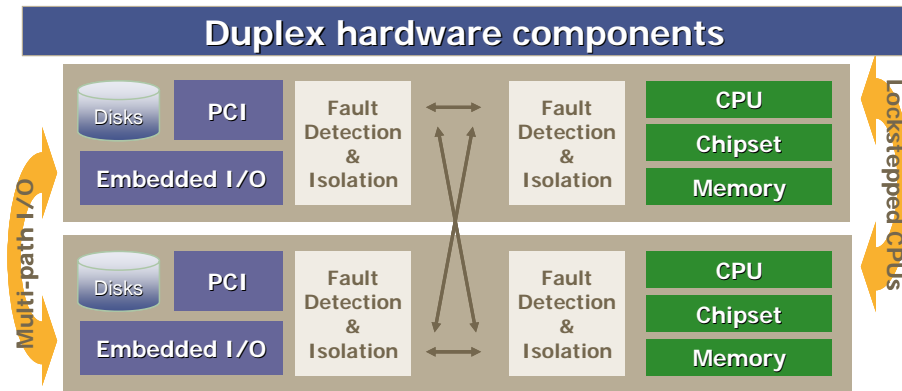 Duplex hardware components
Disks
PCI
Embedded I/O
Fault
Detection
&
Isolation
Fault
Detection
&
Isolation
CPU
Chipset
Memory
Multi-path I/O
Lockstepped CPUs
Disks
PCI
Embedded I/O
Fault
Detection
&
Isolation
Fault
Detection
&
Isolation
CPU
Chipset
Memory